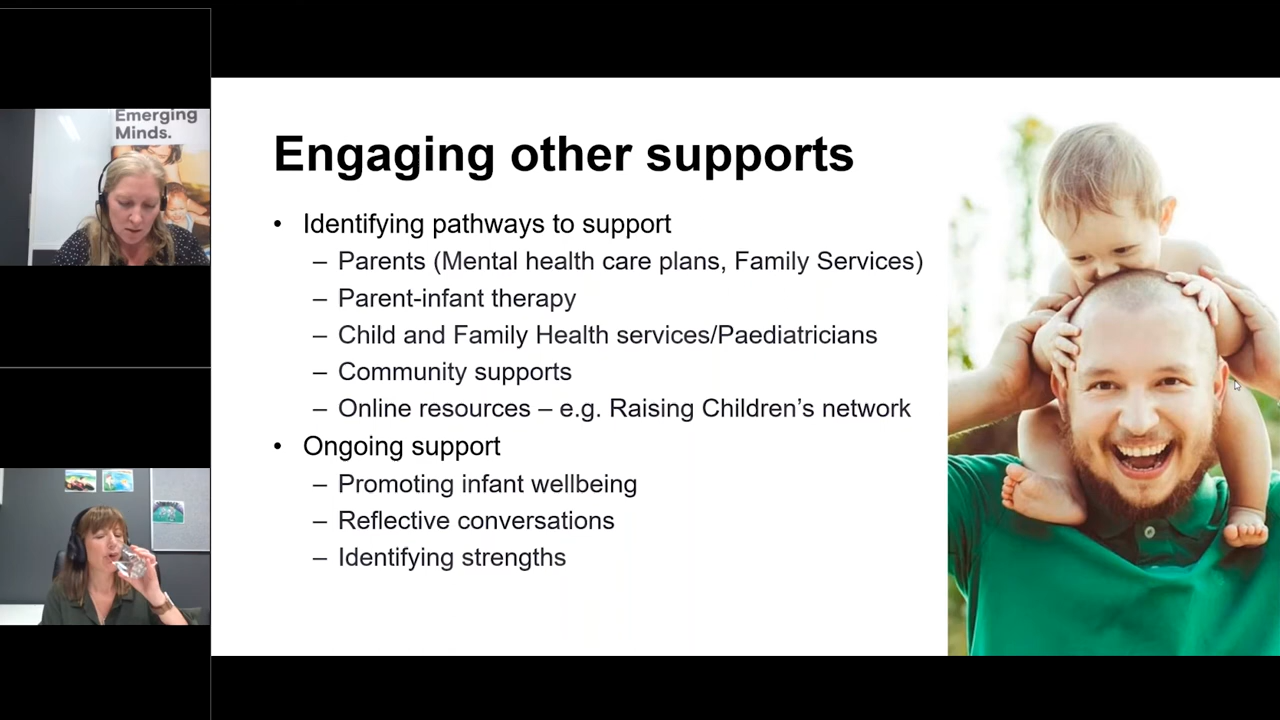 Emerging
Minds.
Engaging other supports
• Identifying pathways to support
– Parents (Mental health care plans, Family Services)
– Parent-infant therapy
– Child and Family Health services/Paediatricians
– Community supports
– Online resources – e.g. Raising Children’s network
• Ongoing support
– Promoting infant wellbeing
– Reflective conversations
– Identifying strengths